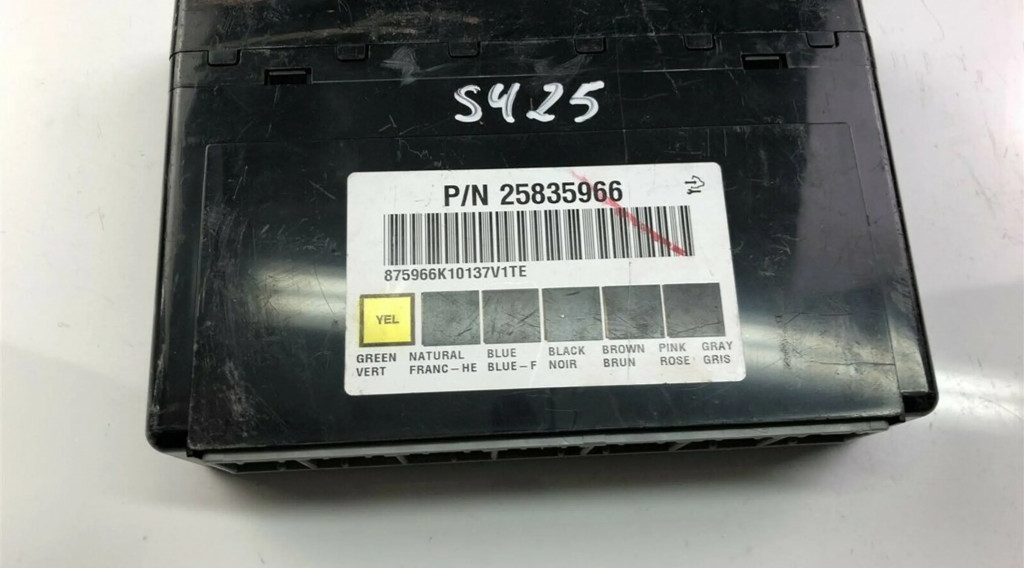 S425
P/N 25835966
875966K10137V1TE
YEL
GREEN NATURAL BLUE BLACK BROWN PINK GRAY
VERT FRANC-HE BLUE-F NOIR BRUN ROSE GRIS